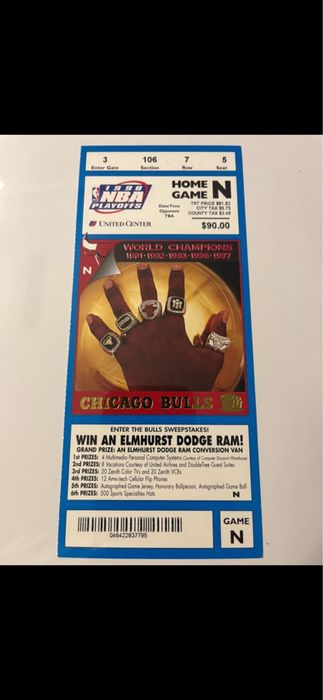 3 106 7 5
Enter Gate Section Row Seat
1998
NBA
PLAYOFFS
UNITED CENTER
Date/Time
Opponent
TBA
HOME
GAME N
TKT PRICE $81.82
CITY TAX $5.73
COUNTY TAX $2.45
$90.00
WORLD CHAMPIONS
1991·1992·1993·1996·1997
N
CHICAGO BULLS
ENTER THE BULLS SWEEPSTAKES!
WIN AN ELMHURST DODGE RAM!
GRAND PRIZE: AN ELMHURST DODGE RAM CONVERSION VAN
1st PRIZES: 4 Multimedia Personal Computer Systems Courtesy of Computer Discount Warehouse
2nd PRIZES: 8 Vacations Courtesy of United Airlines and DoubleTree Guest Suites
3rd PRIZES: 20 Zenith Color TVs and 20 Zenith VCRs
4th PRIZES: 12 Ameritech Cellular Flip Phones
5th PRIZES: Autographed Game Jersey, Honorary Ballperson, Autographed Game Ball
6th PRIZES: 500 Sports Specialties Hats
N
046422837795
GAME
N